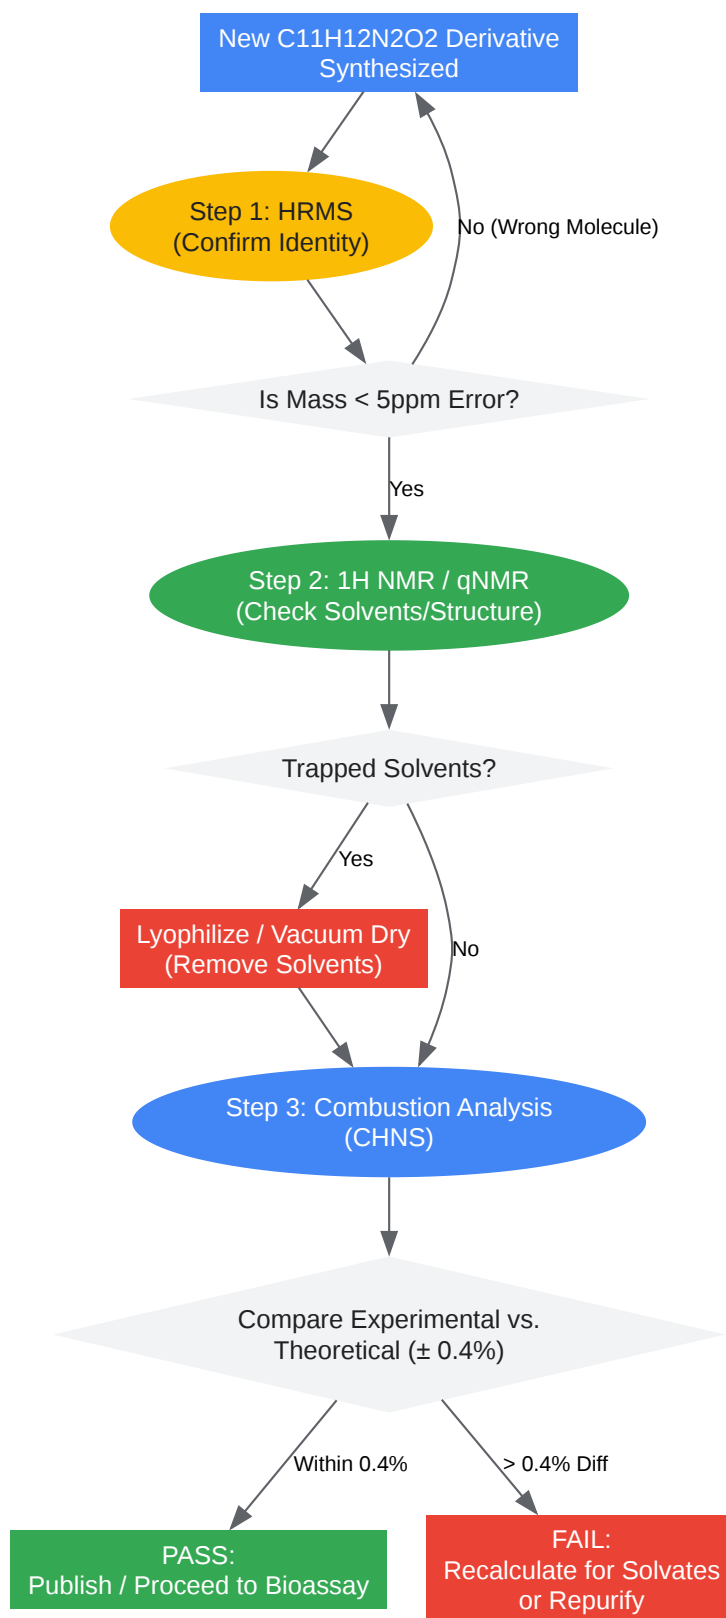 New C11H12N2O2 Derivative
Synthesized
Step 1: HRMS
(Confirm Identity)
No (Wrong Molecule)
Is Mass < 5ppm Error?
Yes
Step 2: 1H NMR / qNMR
(Check Solvents/Structure)
Trapped Solvents?
Yes
Lyophilize / Vacuum Dry
(Remove Solvents)
No
Step 3: Combustion Analysis
(CHNS)
Compare Experimental vs.
Theoretical (± 0.4%)
Within 0.4%
> 0.4% Diff
PASS:
Publish / Proceed to Bioassay
FAIL:
Recalculate for Solvates
or Repurify